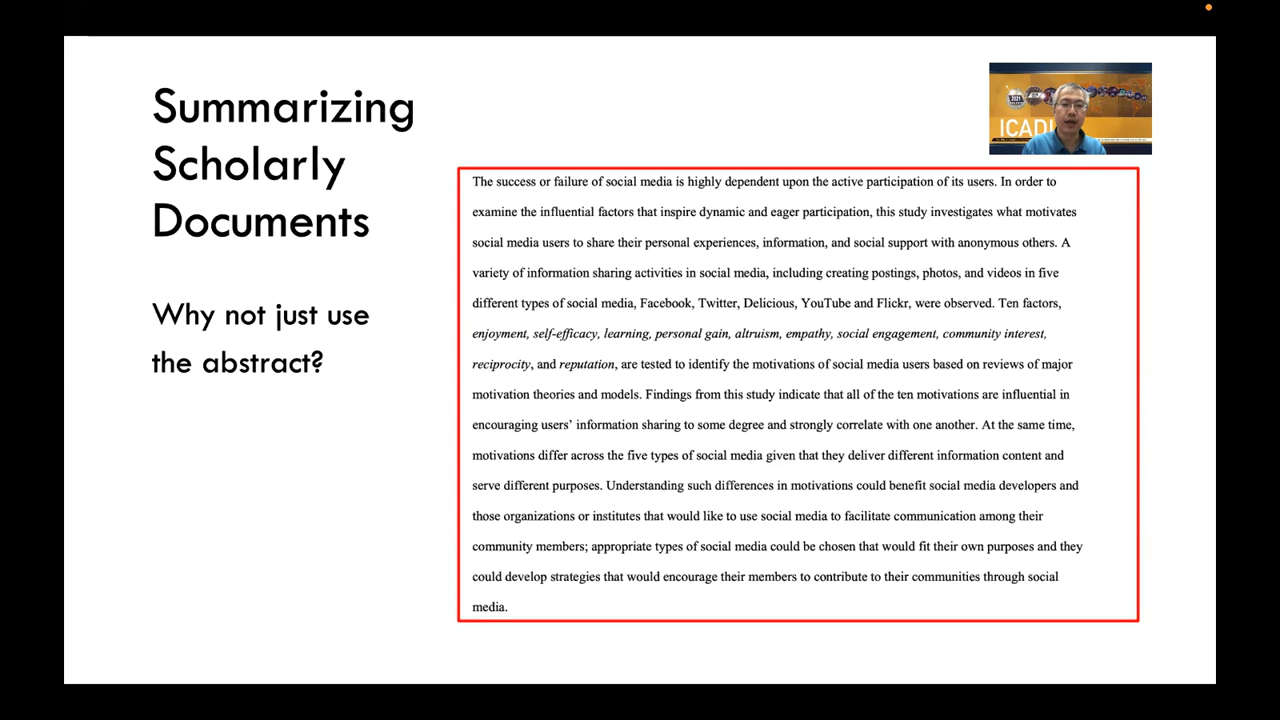 Summarizing
Scholarly
Documents
Why not just use
the abstract?
2021
ICADL
The success or failure of social media is highly dependent upon the active participation of its users. In order to
examine the influential factors that inspire dynamic and eager participation, this study investigates what motivates
social media users to share their personal experiences, information, and social support with anonymous others. A
variety of information sharing activities in social media, including creating postings, photos, and videos in five
different types of social media, Facebook, Twitter, Delicious, YouTube and Flickr, were observed. Ten factors,
enjoyment, self-efficacy, learning, personal gain, altruism, empathy, social engagement, community interest,
reciprocity, and reputation, are tested to identify the motivations of social media users based on reviews of major
motivation theories and models. Findings from this study indicate that all of the ten motivations are influential in
encouraging users’ information sharing to some degree and strongly correlate with one another. At the same time,
motivations differ across the five types of social media given that they deliver different information content and
serve different purposes. Understanding such differences in motivations could benefit social media developers and
those organizations or institutes that would like to use social media to facilitate communication among their
community members; appropriate types of social media could be chosen that would fit their own purposes and they
could develop strategies that would encourage their members to contribute to their communities through social
media.